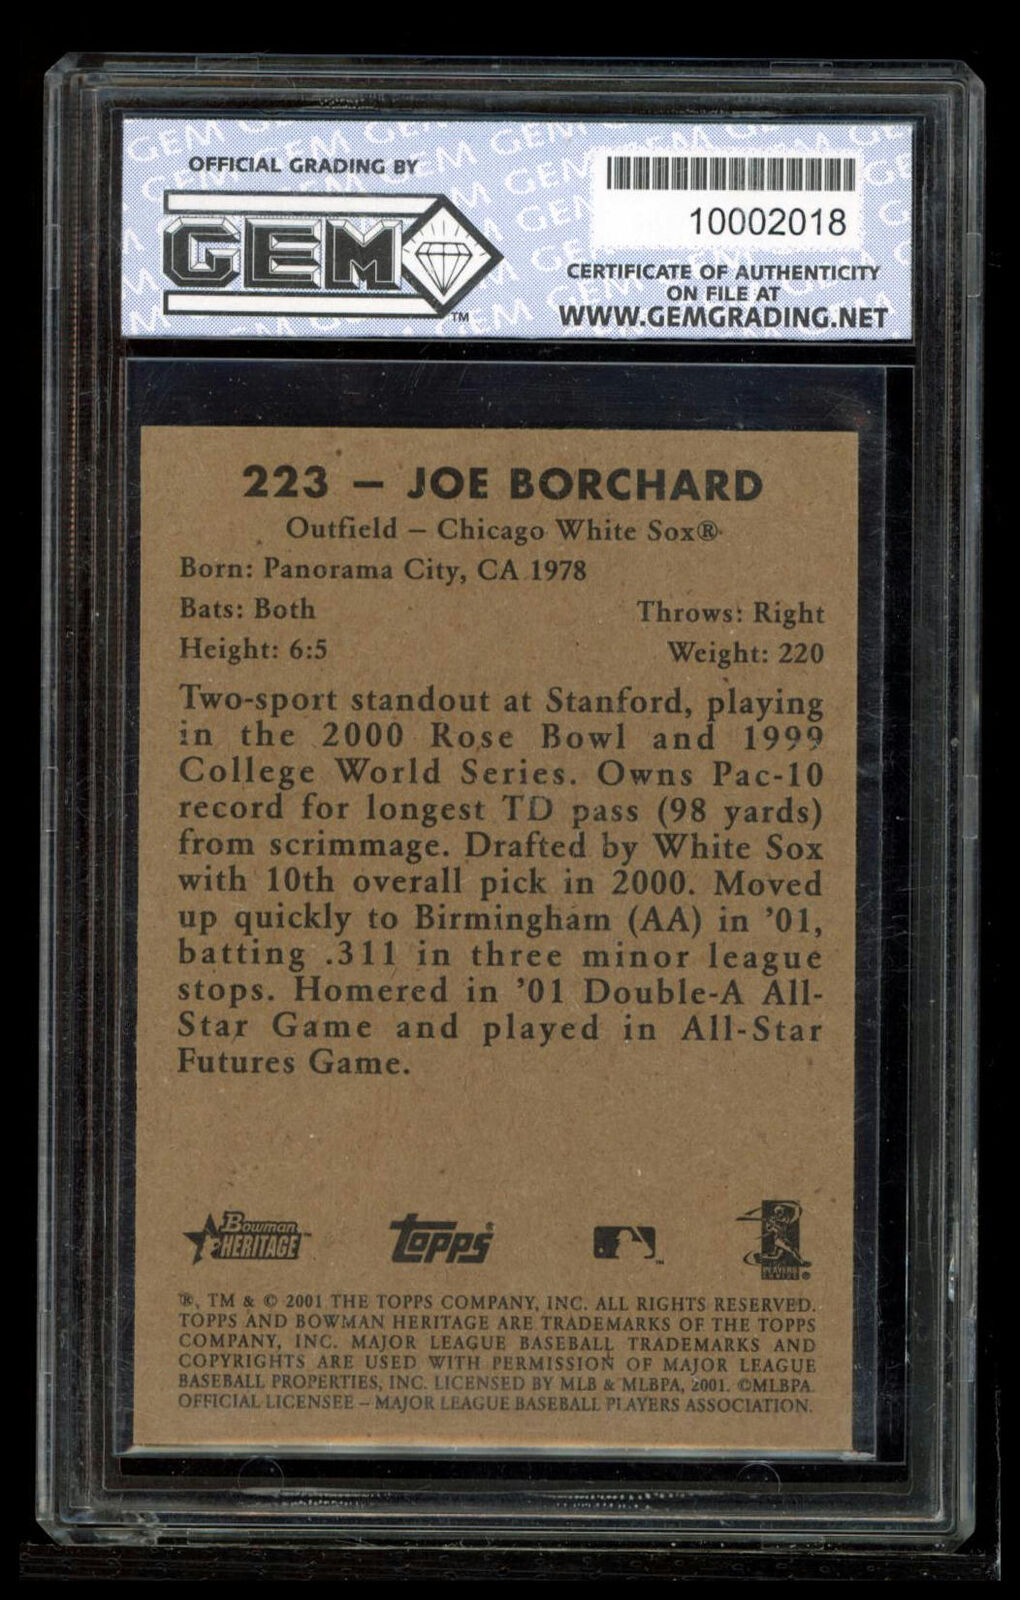 OFFICIAL GRADING BY
GEM
TM
10002018
CERTIFICATE OF AUTHENTICITY
ON FILE AT
WWW.GEMGRADING.NET
223 – JOE BORCHARD
Outfield – Chicago White Sox®
Born: Panorama City, CA 1978
Bats: Both Throws: Right
Height: 6:5 Weight: 220
Two-sport standout at Stanford, playing
in the 2000 Rose Bowl and 1999
College World Series. Owns Pac-10
record for longest TD pass (98 yards)
from scrimmage. Drafted by White Sox
with 10th overall pick in 2000. Moved
up quickly to Birmingham (AA) in '01,
batting .311 in three minor league
stops. Homered in '01 Double-A All-
Star Game and played in All-Star
Futures Game.
Bowman
HERITAGE
Topps
PLAYERS
CHOICE
®, TM & © 2001 THE TOPPS COMPANY, INC. ALL RIGHTS RESERVED.
TOPPS AND BOWMAN HERITAGE ARE TRADEMARKS OF THE TOPPS
COMPANY, INC. MAJOR LEAGUE BASEBALL TRADEMARKS AND
COPYRIGHTS ARE USED WITH PERMISSION OF MAJOR LEAGUE
BASEBALL PROPERTIES, INC. LICENSED BY MLB & MLBPA, 2001. ©MLBPA
OFFICIAL LICENSEE – MAJOR LEAGUE BASEBALL PLAYERS ASSOCIATION.